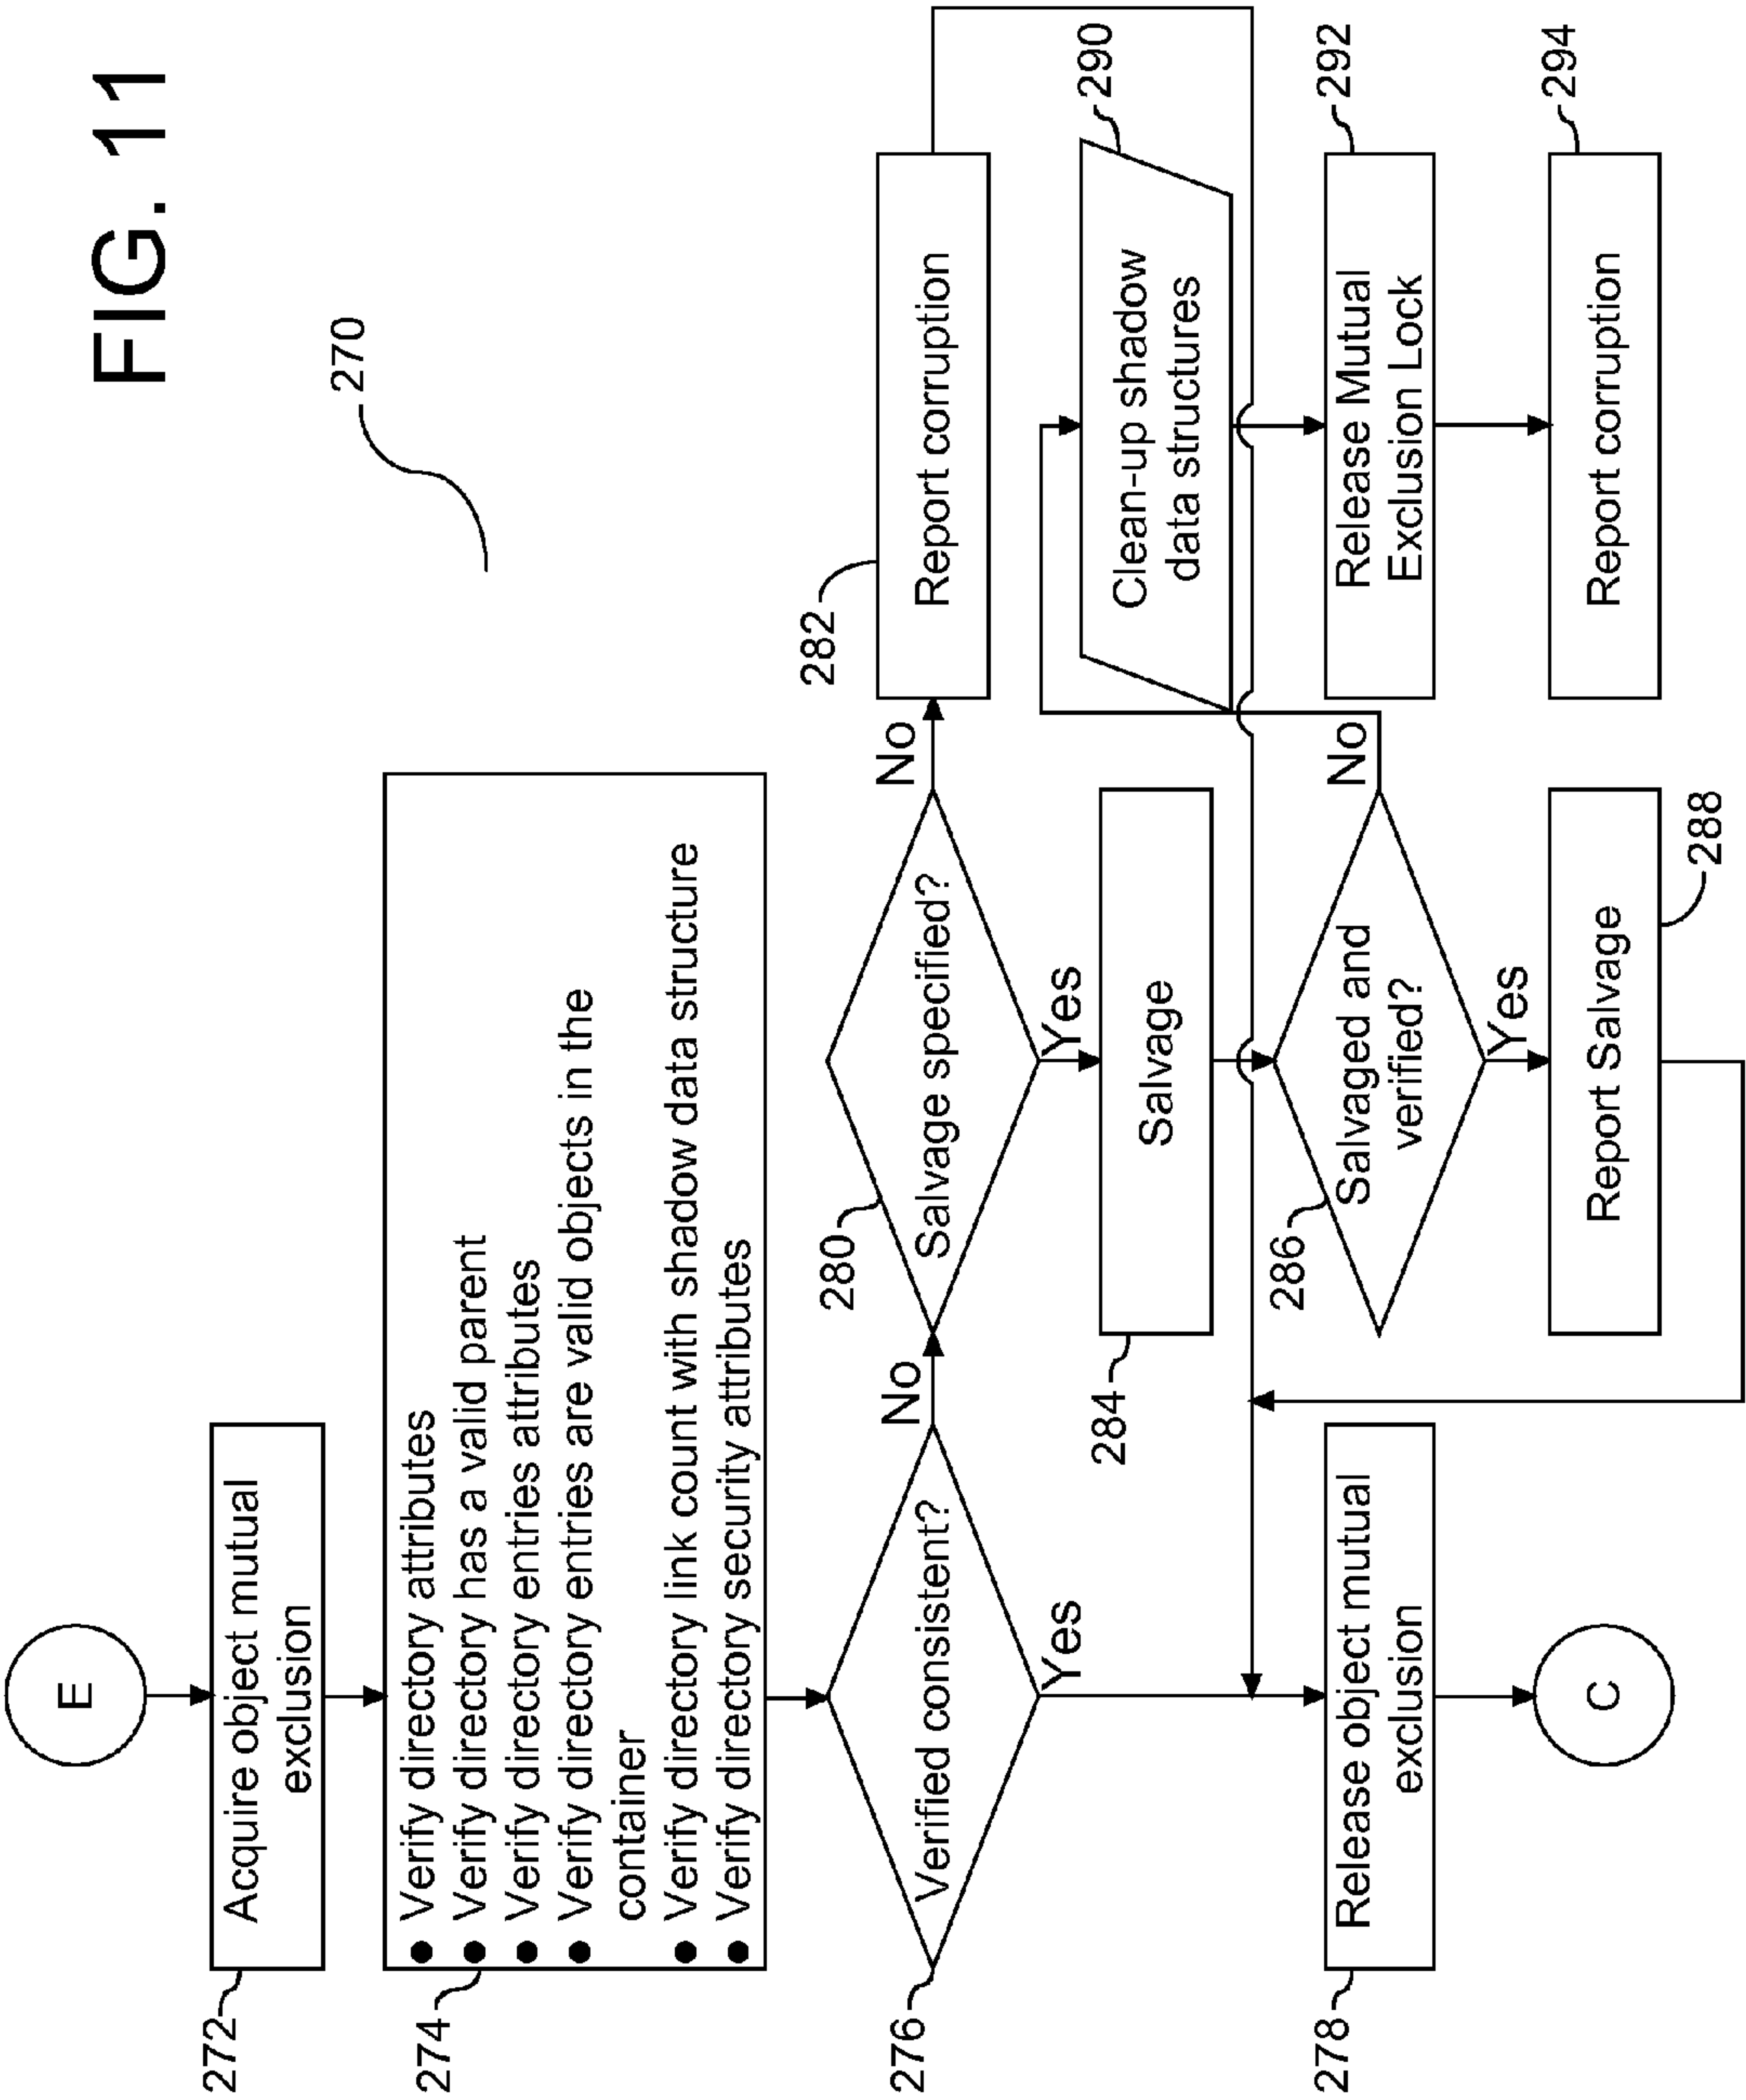 FIG. 11
270
E
272
Acquire object mutual
exclusion
274
● Verify directory attributes
● Verify directory has a valid parent
● Verify directory entries attributes
● Verify directory entries are valid objects in the
container
● Verify directory link count with shadow data structure
● Verify directory security attributes
276
Verified consistent?
No
Yes
280
Salvage specified?
No
Yes
282
Report corruption
284
Salvage
290
Clean-up shadow
data structures
286
Salvaged and
verified?
No
Yes
278
Release object mutual
exclusion
292
Release Mutual
Exclusion Lock
288
Report Salvage
294
Report corruption
C